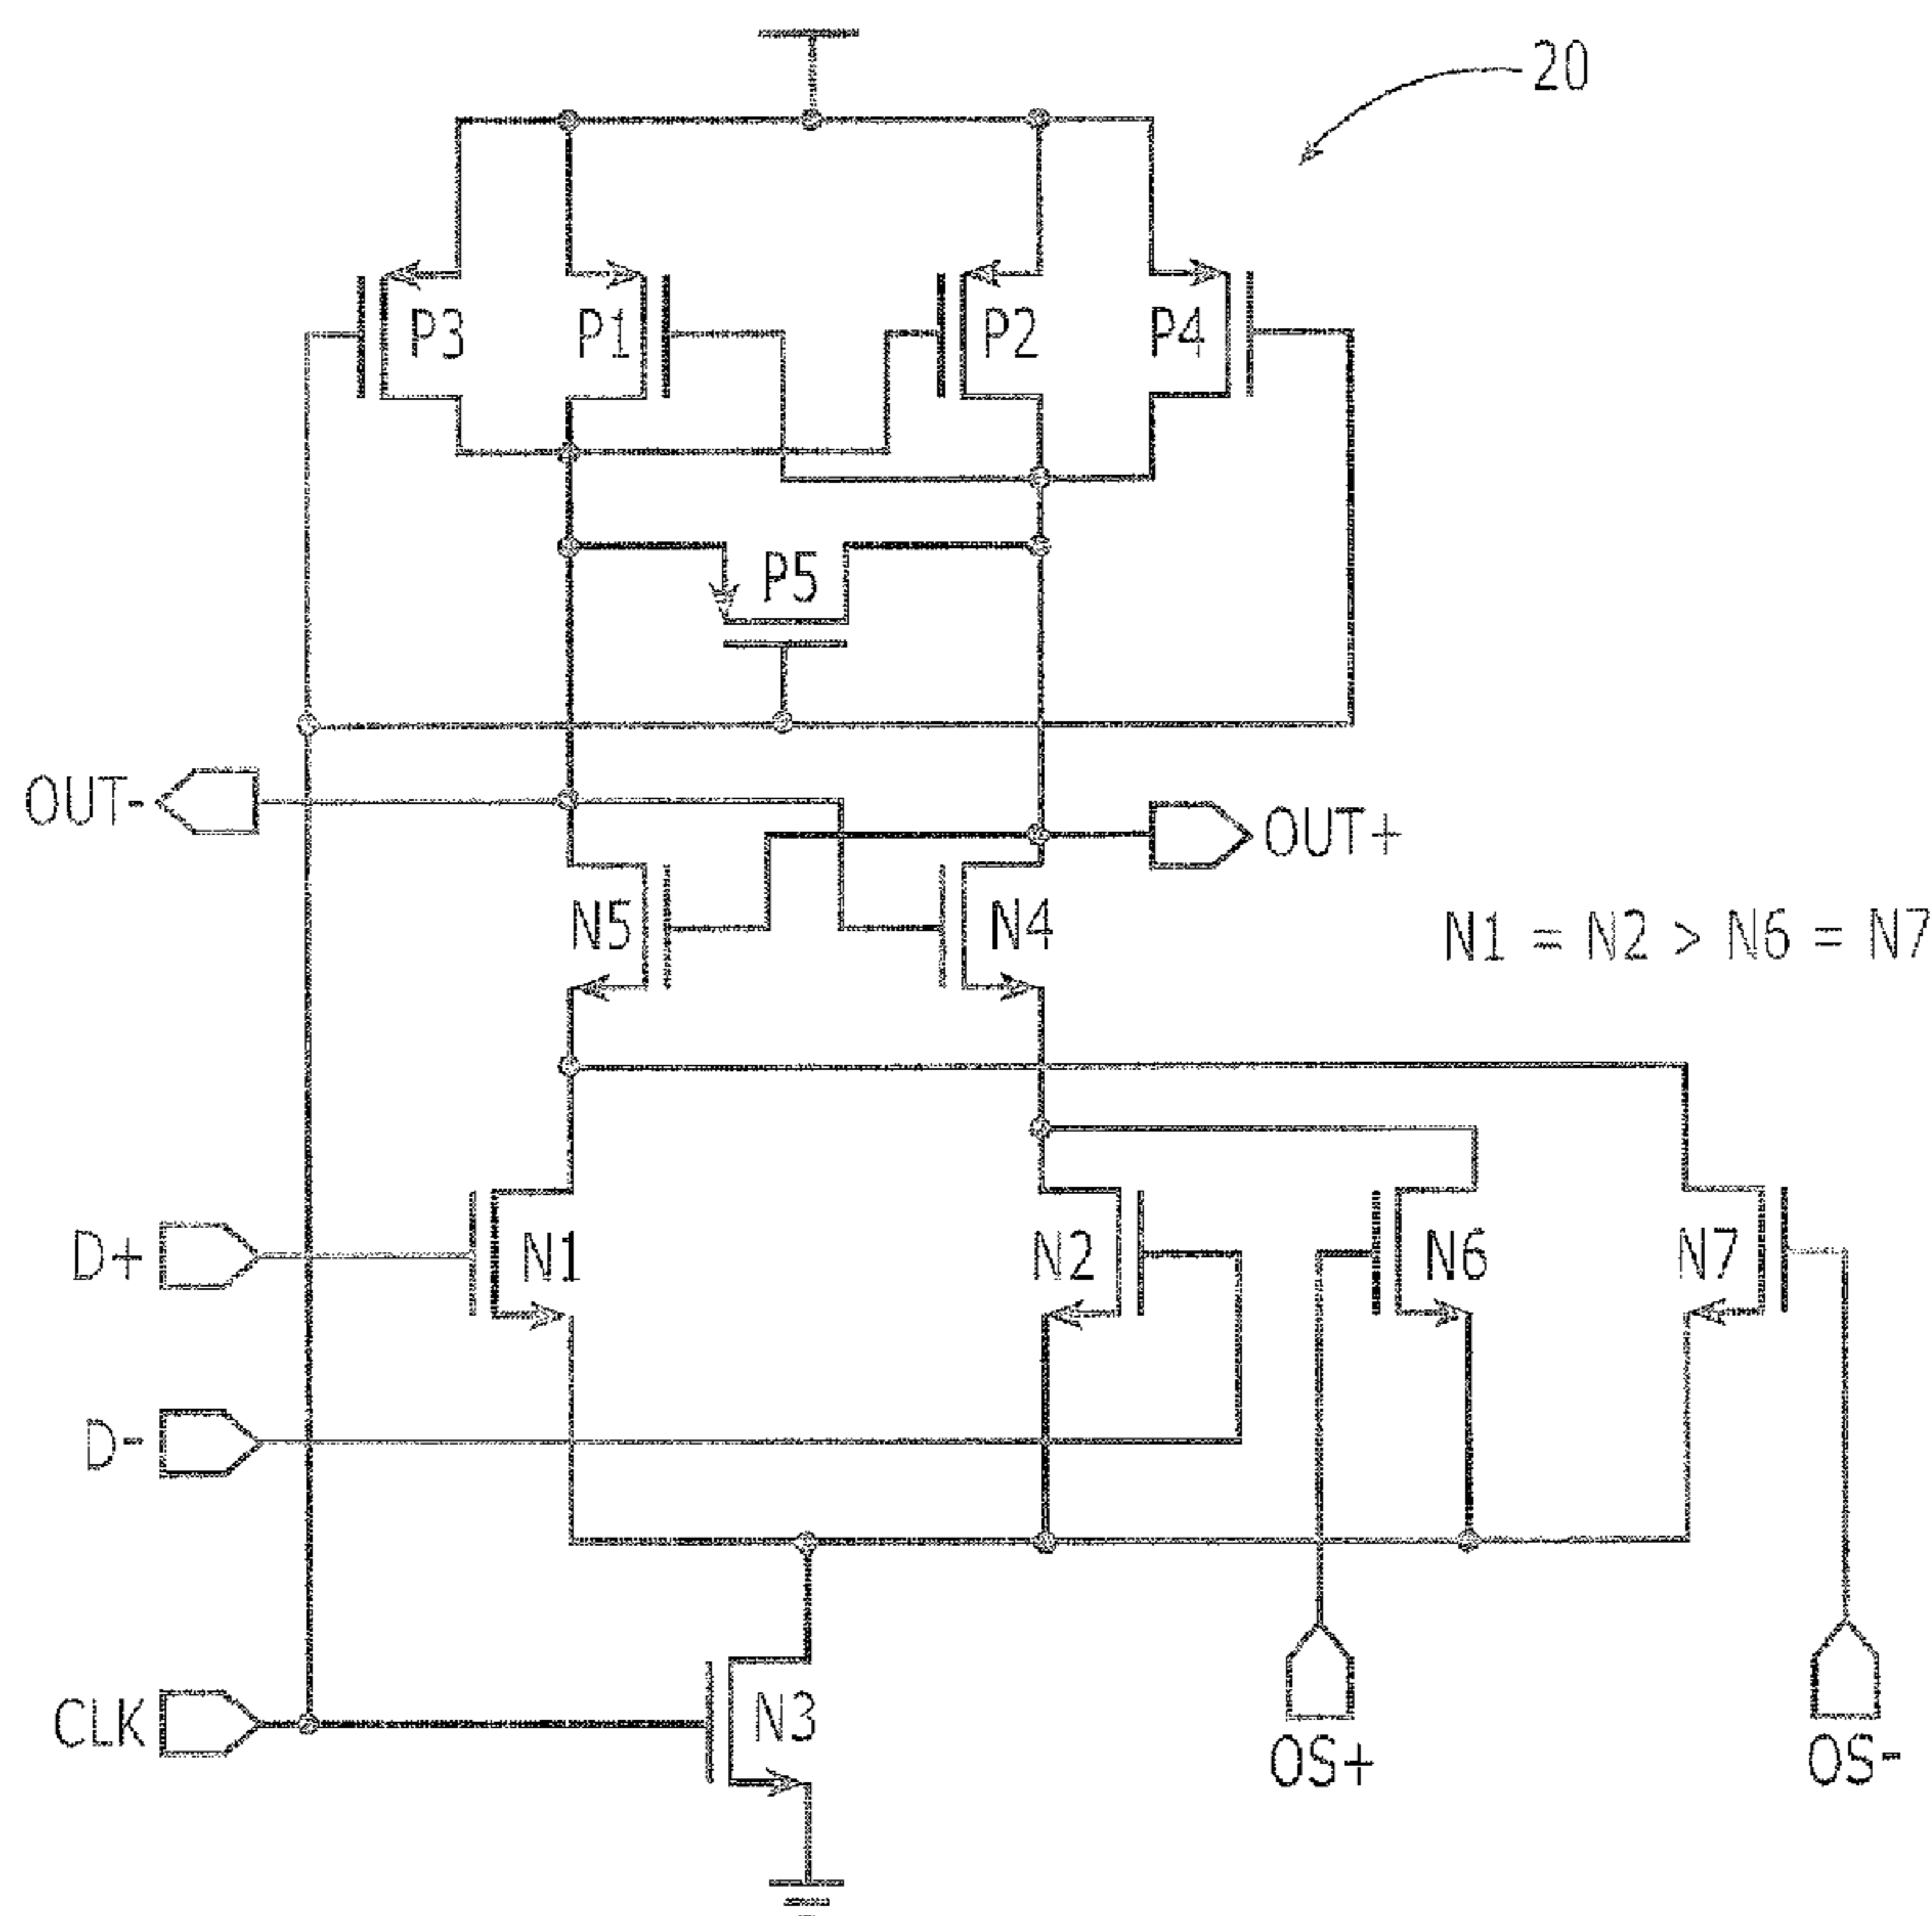 20
P3
P1
P2
P4
P5
OUT-
OUT+
N5
N4
N1 = N2 > N6 = N7
D+
N1
N2
N6
N7
D-
CLK
N3
OS+
OS-